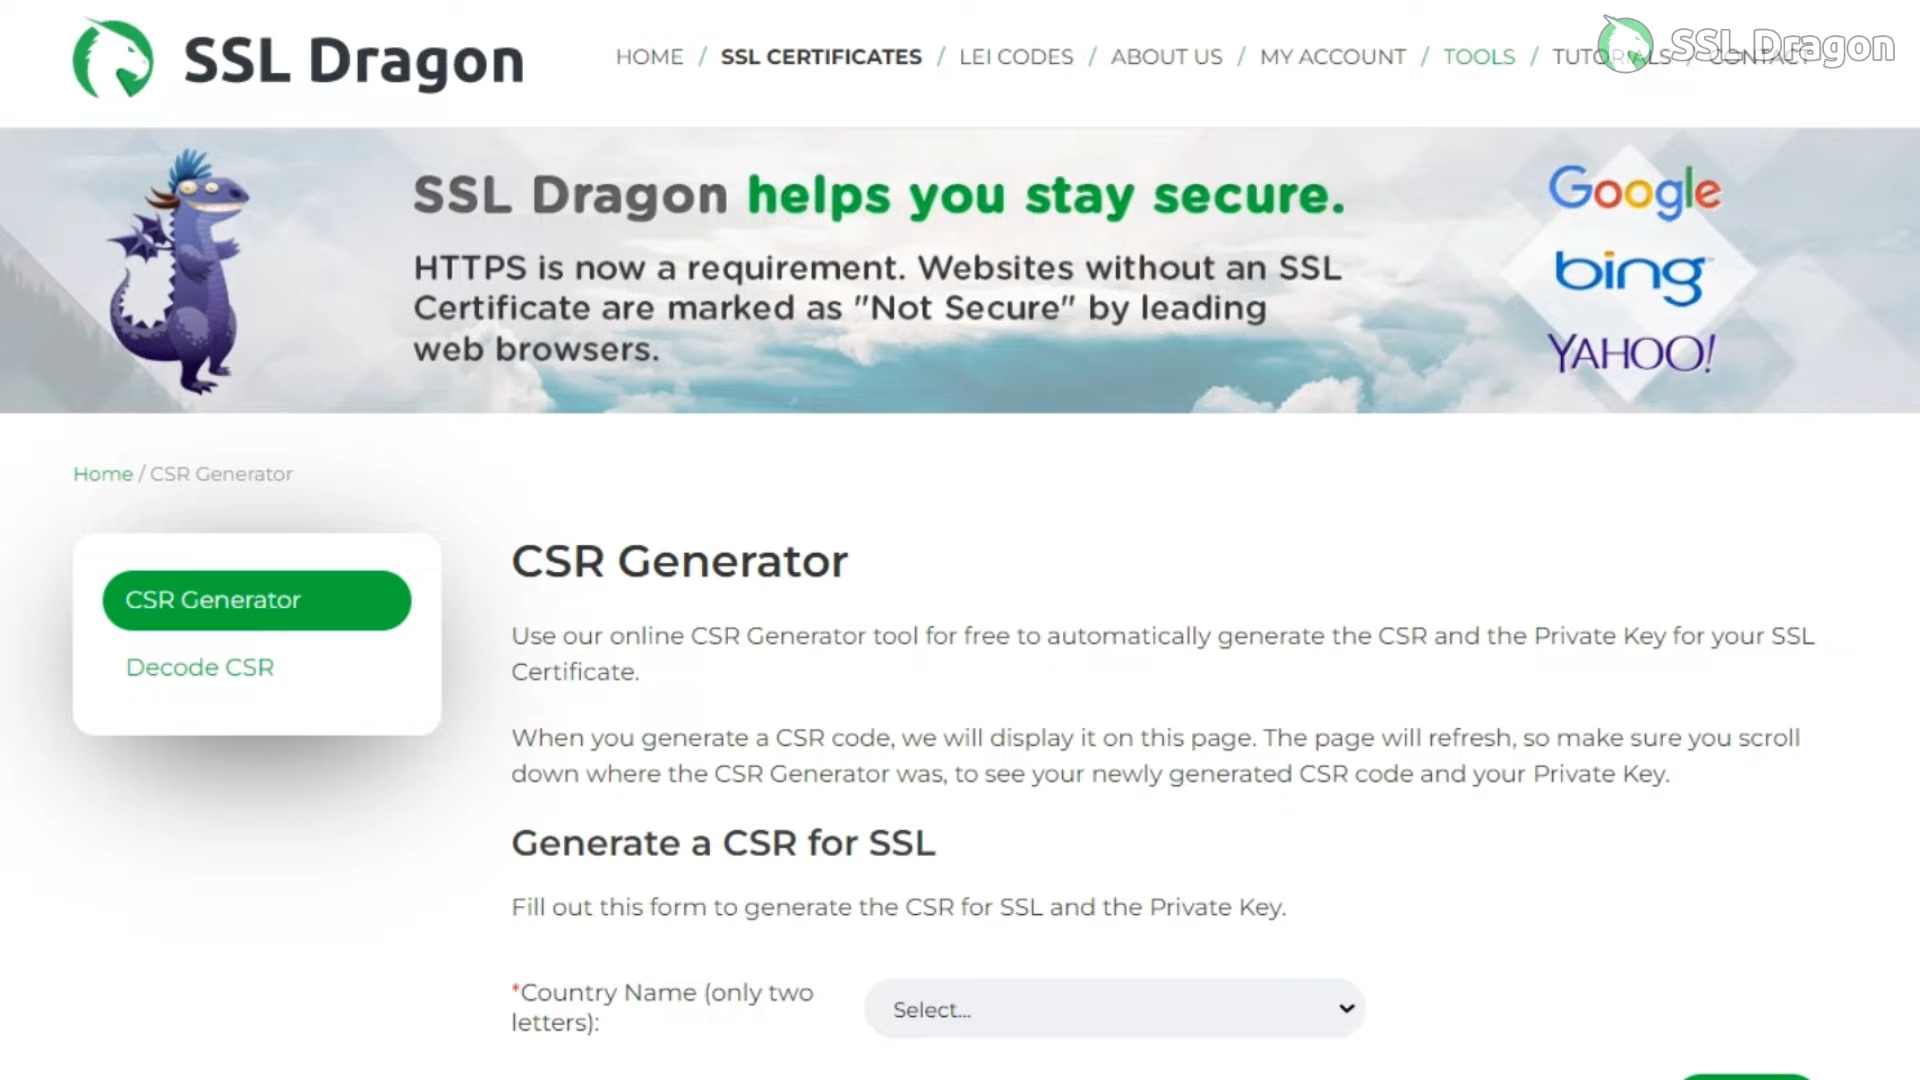 SSL Dragon
HOME / SSL CERTIFICATES / LEI CODES / ABOUT US / MY ACCOUNT / TOOLS / TUTORIALS / CONTACT
SSL Dragon
SSL Dragon helps you stay secure.
HTTPS is now a requirement. Websites without an SSL
Certificate are marked as "Not Secure" by leading
web browsers.
Google
bing
YAHOO!
Home / CSR Generator
CSR Generator
Decode CSR
CSR Generator
Use our online CSR Generator tool for free to automatically generate the CSR and the Private Key for your SSL
Certificate.
When you generate a CSR code, we will display it on this page. The page will refresh, so make sure you scroll
down where the CSR Generator was, to see your newly generated CSR code and your Private Key.
Generate a CSR for SSL
Fill out this form to generate the CSR for SSL and the Private Key.
*Country Name (only two
letters):
Select...